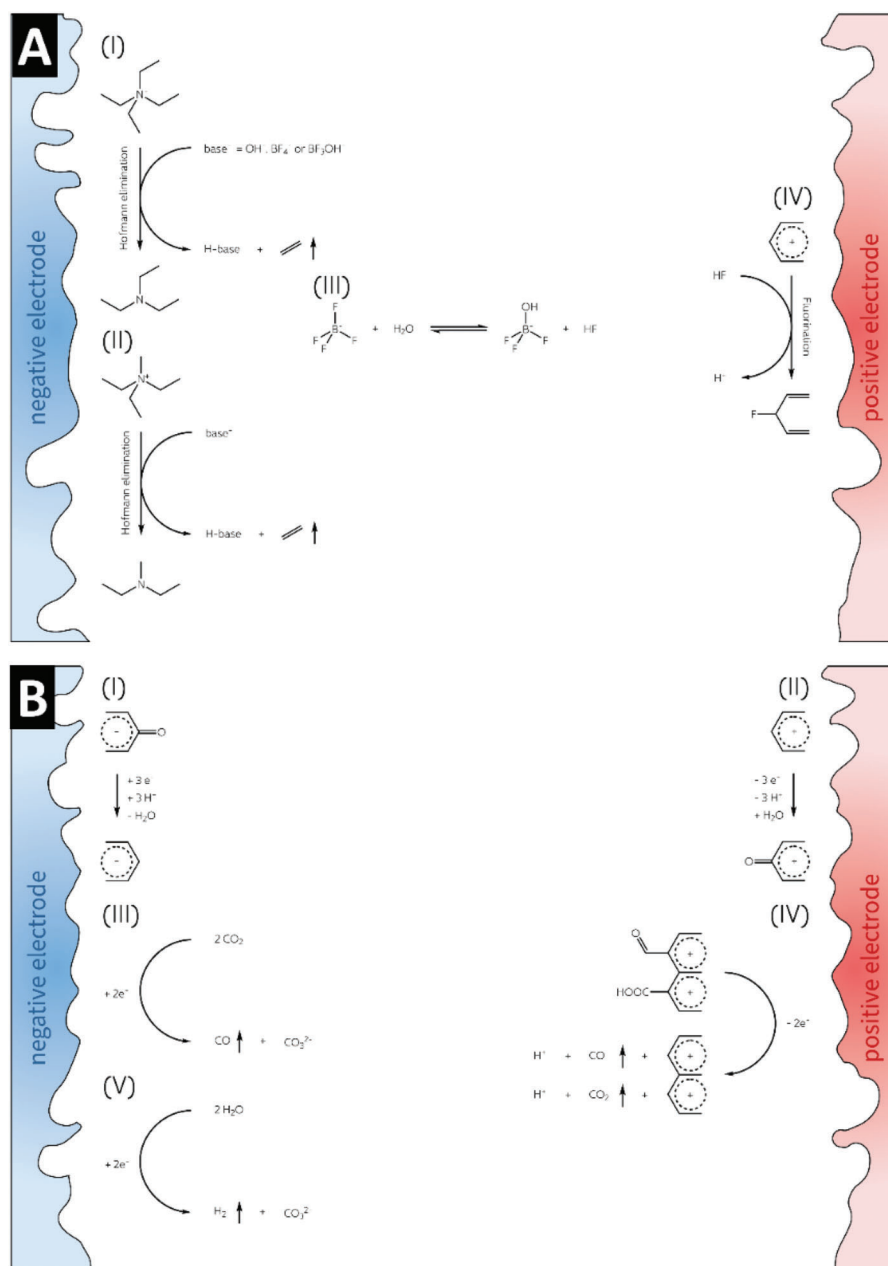 A
(I)
N⁺
Hofmann elimination
base = OH . BF₄ or BF₃OH
H-base + ↑
N
(II)
N⁺
Hofmann elimination
base⁻
H-base + ↑
N
(III)
F
B⁻
F F F
+ H₂O ⇌
OH
B⁻
F F F
+ HF
(IV)
+
HF
Fluorination
H⁺
F
negative electrode
positive electrode
B
(I)
- O
+ 3 e
+ 3 H⁺
- H₂O
-
(II)
+
- 3 e⁻
- 3 H⁺
+ H₂O
O +
(III)
2 CO₂
+ 2e⁻
CO ↑ + CO₃²⁻
(IV)
O
+
HOOC +
- 2e⁻
H⁺ + CO ↑ + +
H⁺ + CO₂ ↑ + +
(V)
2 H₂O
+ 2e⁻
H₂ ↑ + CO₃²
negative electrode
positive electrode